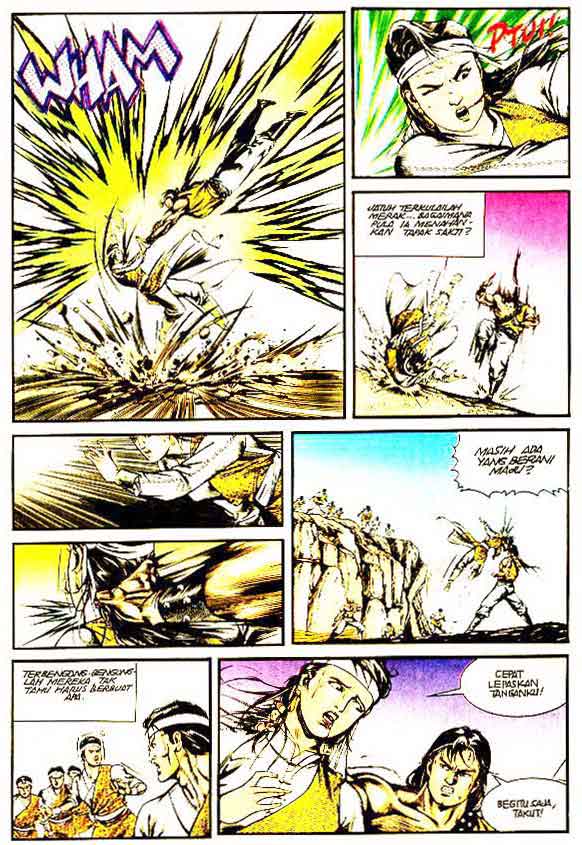 WHAM
PTUI!
JATUH TERKULAILAH
MERAK... BAGAIMANA
PULA IA MENAHAN-
KAN TAPAK SAKTI?
MASIH ADA
YANG BERANI
MAJU?
TERBENGONG-BENGONG-
LAH MEREKA TAK
TAHU HARUS BERBUAT
APA.
CEPAT
LEPASKAN
TANGANKU!
BEGITU SAJA,
TAKUT!